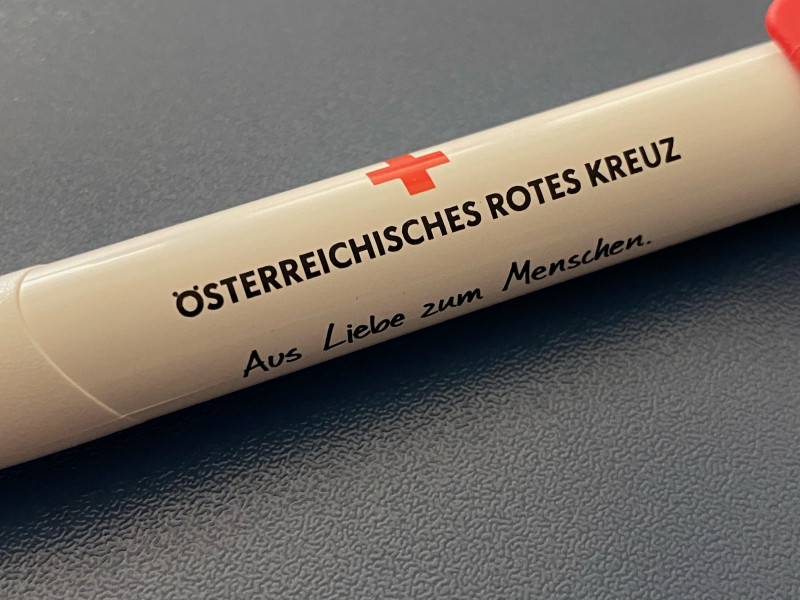 ÖSTERREICHISCHES ROTES KREUZ
Aus Liebe zum Menschen.